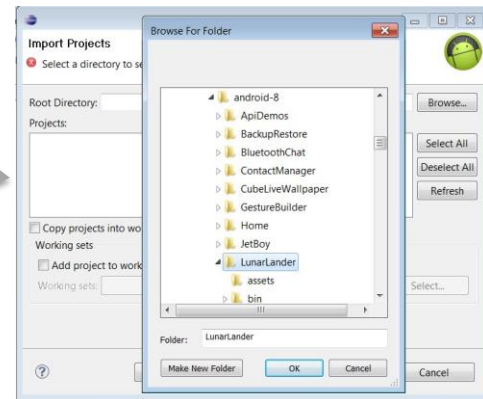 Import Projects
Select a directory to se
Root Directory:
Browse...
Projects:
Select All
Deselect All
Refresh
Copy projects into wo
Working sets
Add project to work
Working sets:
Select...
Cancel
Browse For Folder
android-8
ApiDemos
BackupRestore
BluetoothChat
ContactManager
CubeLiveWallpaper
GestureBuilder
Home
JetBoy
LunarLander
assets
bin
Folder: LunarLander
Make New Folder OK Cancel